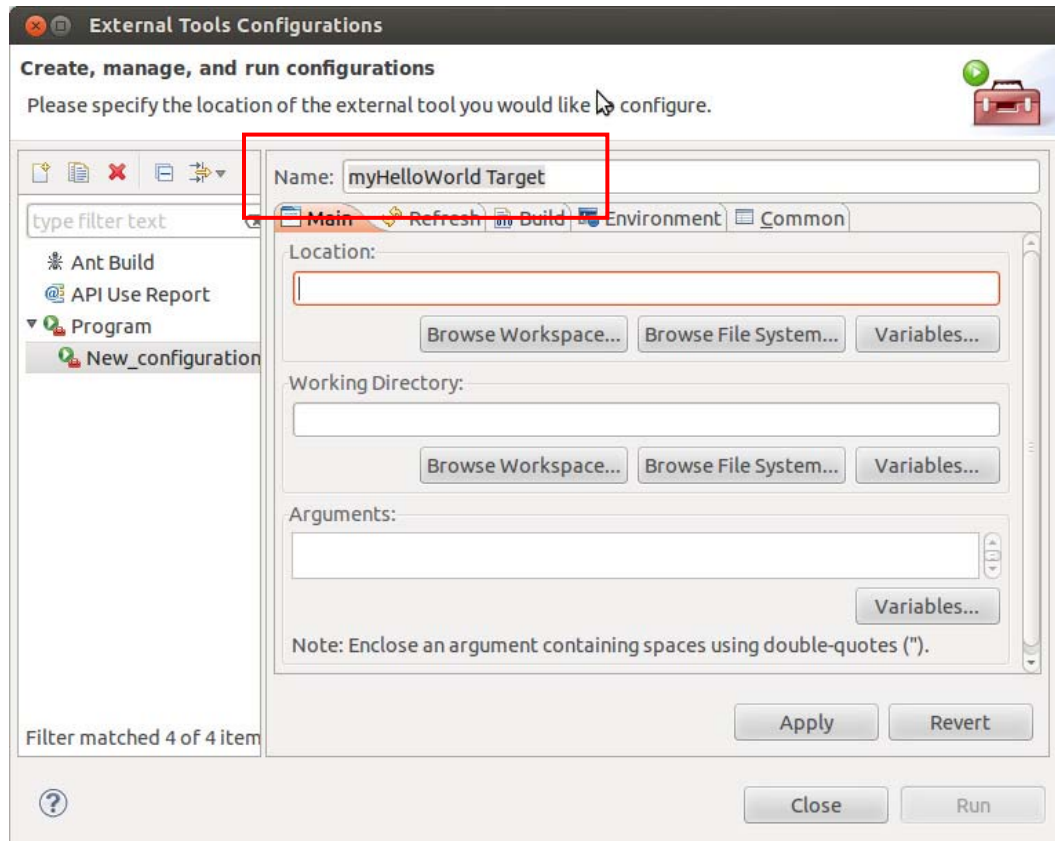 External Tools Configurations
Create, manage, and run configurations
Please specify the location of the external tool you would like to configure.
Name: myHelloWorld Target
type filter text
Main Refresh Build Environment Common
Ant Build
API Use Report
Program
New_configuration
Location:
Browse Workspace... Browse File System... Variables...
Working Directory:
Browse Workspace... Browse File System... Variables...
Arguments:
Variables...
Note: Enclose an argument containing spaces using double-quotes (").
Apply Revert
Filter matched 4 of 4 item
Close Run